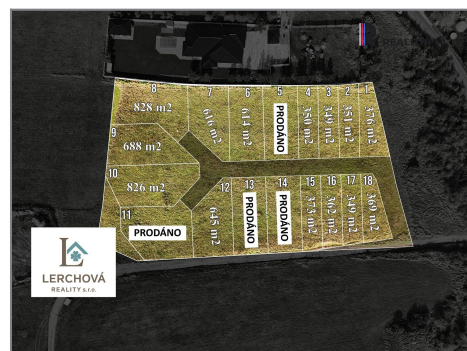 8
828 m2
7
616 m2
6
614 m2
5
PRODÁNO
4
350 m2
3
349 m2
2
351 m2
1
376 m2
9
688 m2
10
826 m2
11
PRODÁNO
12
645 m2
13
PRODÁNO
14
PRODÁNO
15
373 m2
16
362 m2
17
349 m2
18
369 m2
LERCHOVÁ
REALITY s.r.o.